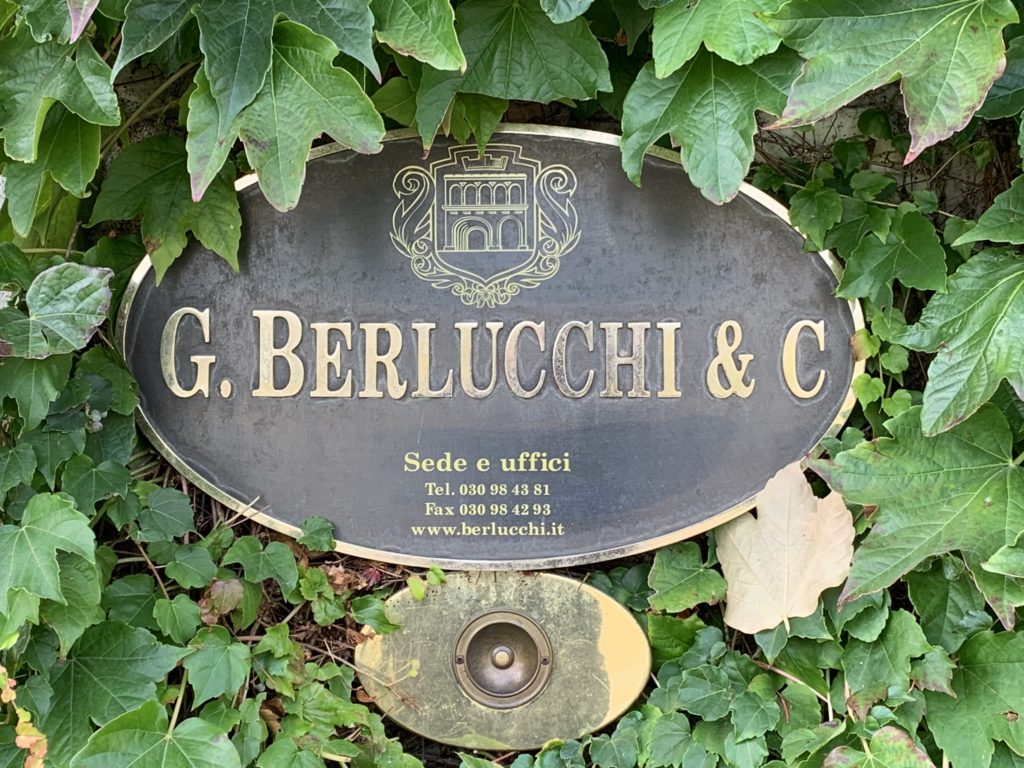 G. BERLUCCHI & C
Sede e uffici
Tel. 030 98 43 81
Fax 030 98 42 93
www.berlucchi.it